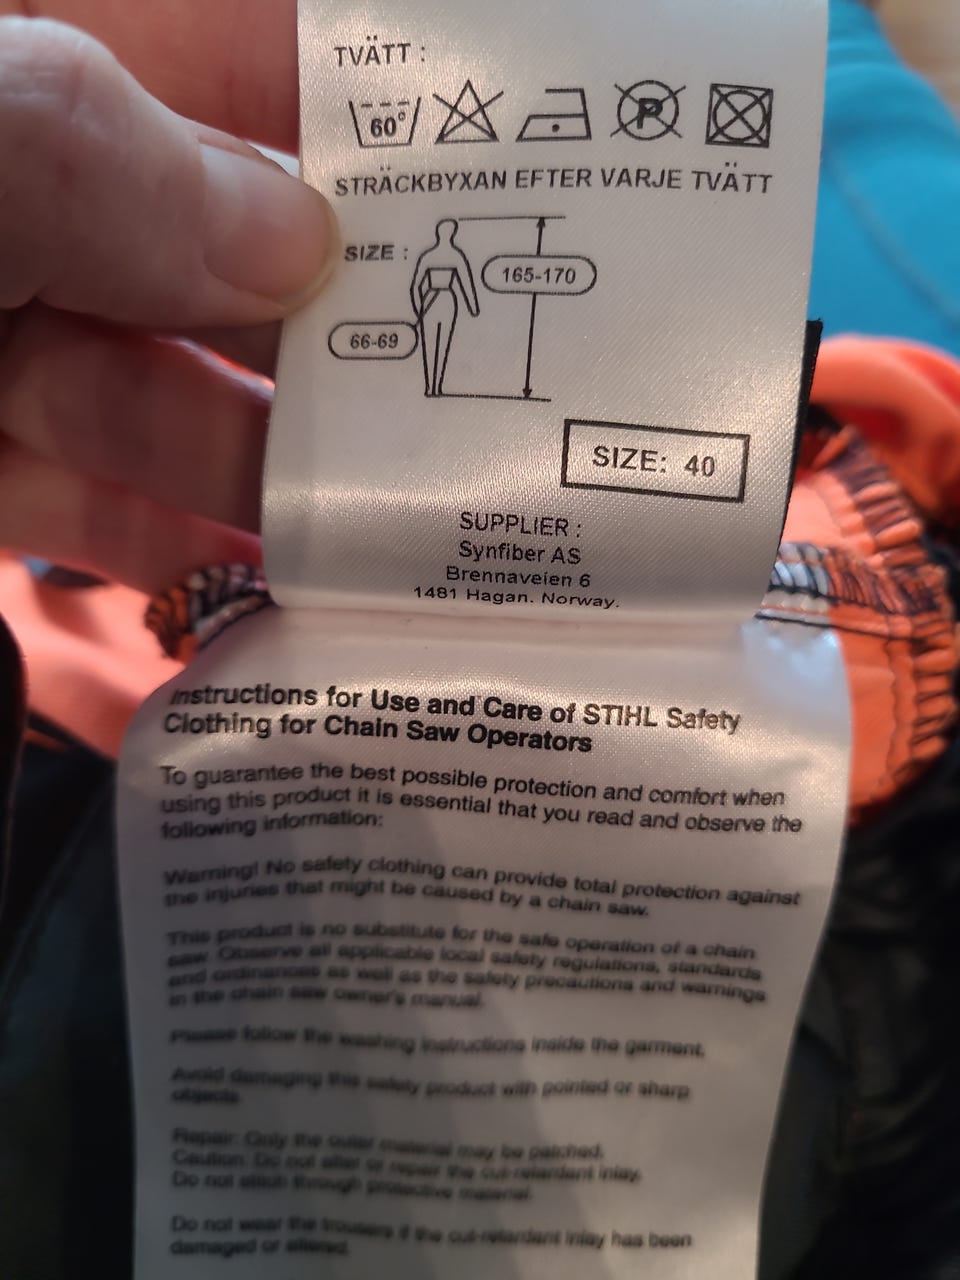 TVÄTT :
60°
P
STRÄCKBYXAN EFTER VARJE TVÄTT
SIZE :
165-170
66-69
SIZE: 40
SUPPLIER :
Synfiber AS
Brennaveien 6
1481 Hagan. Norway.
Instructions for Use and Care of STIHL Safety
Clothing for Chain Saw Operators
To guarantee the best possible protection and comfort when
using this product it is essential that you read and observe the
following information:
Warning! No safety clothing can provide total protection against
the injuries that might be caused by a chain saw.
This product is no substitute for the safe operation of a chain
saw. Observe all applicable local safety regulations, standards
and ordinances as well as the safety precautions and warnings
in the chain saw owner's manual.
Please follow the washing instructions inside the garment.
Avoid damaging this safety product with pointed or sharp
objects.
Repair: Only the outer material may be patched.
Caution: Do not alter or repair the cut-retardant inlay.
Do not stitch through protective material.
Do not wear the trousers if the cut-retardant inlay has been
damaged or altered.